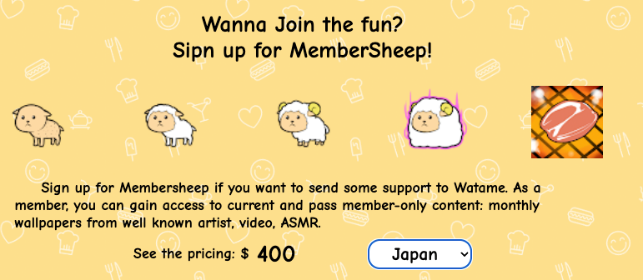 Wanna Join the fun?
Sipn up for MemberSheep!
Sign up for Membersheep if you want to send some support to Watame. As a
member, you can gain access to current and pass member-only content: monthly
wallpapers from well known artist, video, ASMR.
See the pricing: $ 400 Japan